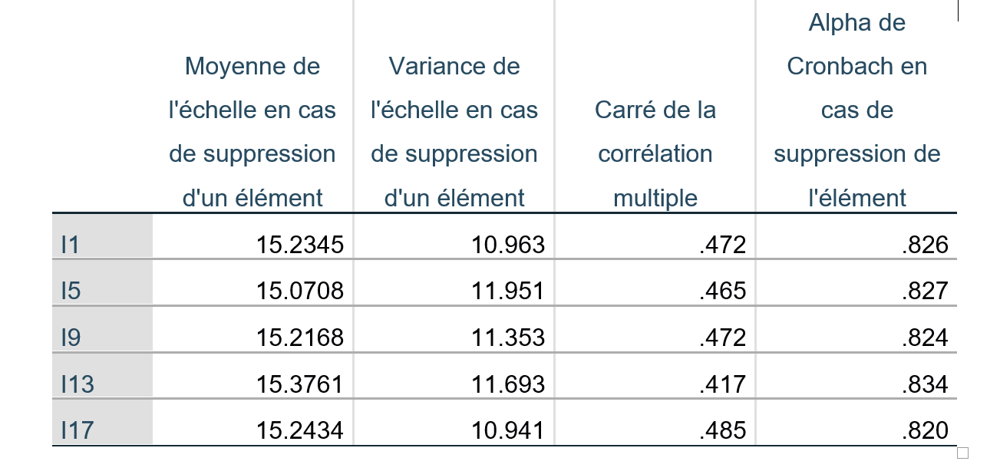 Moyenne de
l'échelle en cas
de suppression
d'un élément
Variance de
l'échelle en cas
de suppression
d'un élément
Carré de la
corrélation
multiple
Alpha de
Cronbach en
cas de
suppression de
l'élément
I1 15.2345 10.963 .472 .826
I5 15.0708 11.951 .465 .827
I9 15.2168 11.353 .472 .824
I13 15.3761 11.693 .417 .834
I17 15.2434 10.941 .485 .820